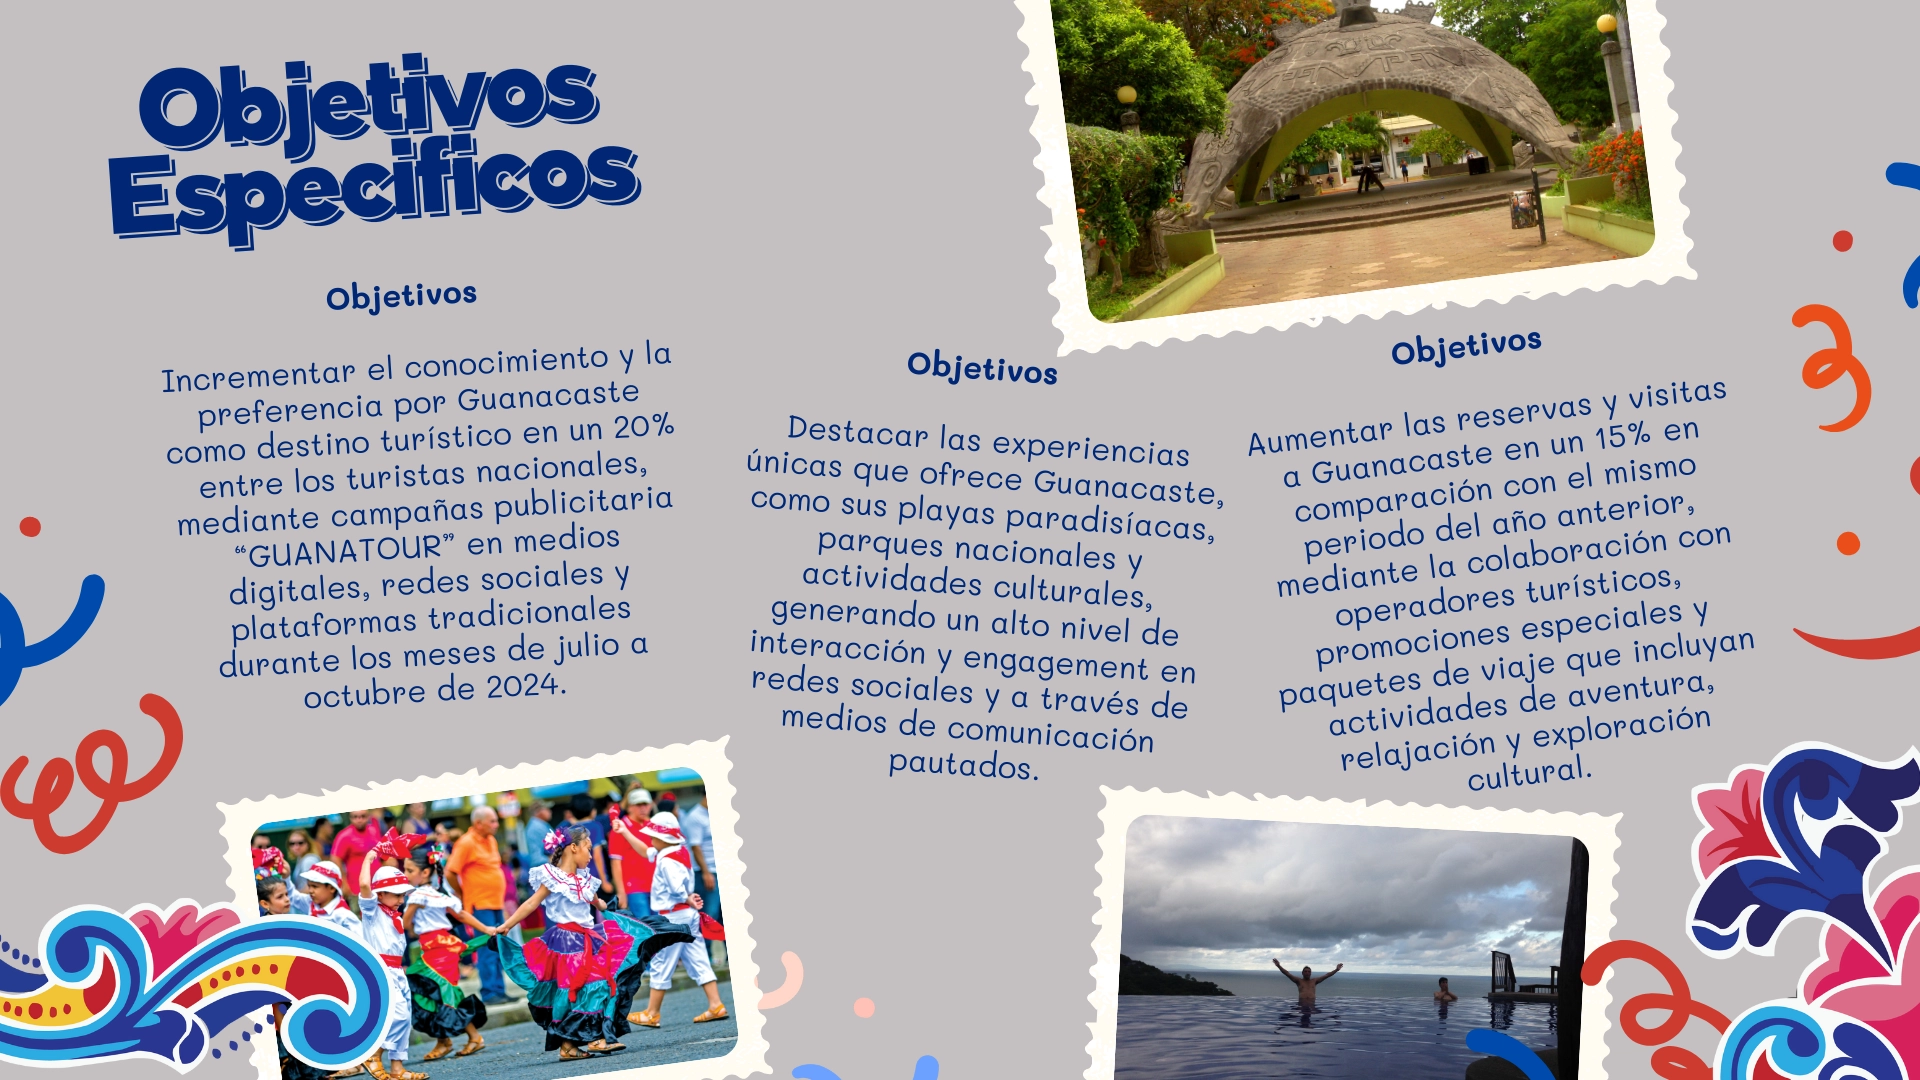 Objetivos
Especificos
Objetivos
Incrementar el conocimiento y la
preferencia por Guanacaste
como destino turístico en un 20%
entre los turistas nacionales,
mediante campañas publicitaria
“GUANATOUR” en medios
digitales, redes sociales y
plataformas tradicionales
durante los meses de julio a
octubre de 2024.
Objetivos
Destacar las experiencias
únicas que ofrece Guanacaste,
como sus playas paradisíacas,
parques nacionales y
actividades culturales,
generando un alto nivel de
interacción y engagement en
redes sociales y a través de
medios de comunicación
pautados.
Objetivos
Aumentar las reservas y visitas
a Guanacaste en un 15% en
comparación con el mismo
periodo del año anterior,
mediante la colaboración con
operadores turísticos,
promociones especiales y
paquetes de viaje que incluyan
actividades de aventura,
relajación y exploración
cultural.